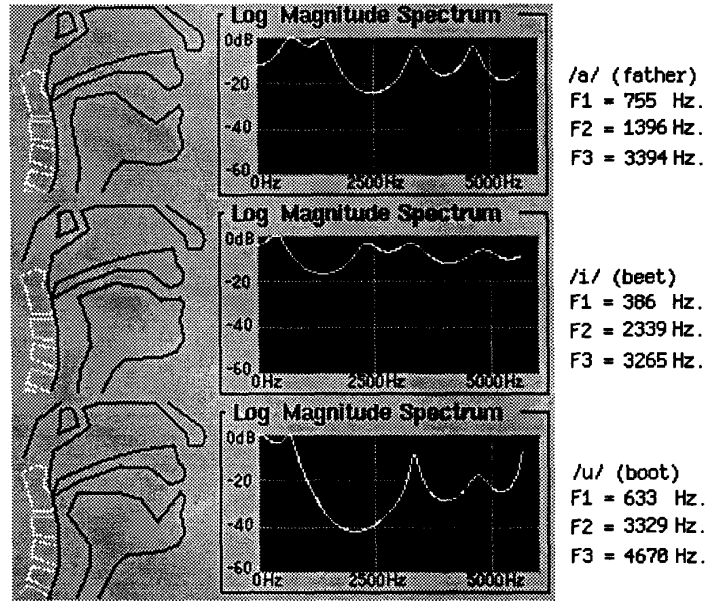 Log Magnitude Spectrum
0dB
-20
-40
-60
0Hz 2500Hz 5000Hz
/a/ (father)
F1 = 755 Hz.
F2 = 1396 Hz.
F3 = 3394 Hz.
Log Magnitude Spectrum
0dB
-20
-40
-60
0Hz 2500Hz 5000Hz
/i/ (beet)
F1 = 386 Hz.
F2 = 2339 Hz.
F3 = 3265 Hz.
Log Magnitude Spectrum
0dB
-20
-40
-60
0Hz 2500Hz 5000Hz
/u/ (boot)
F1 = 633 Hz.
F2 = 3329 Hz.
F3 = 4670 Hz.